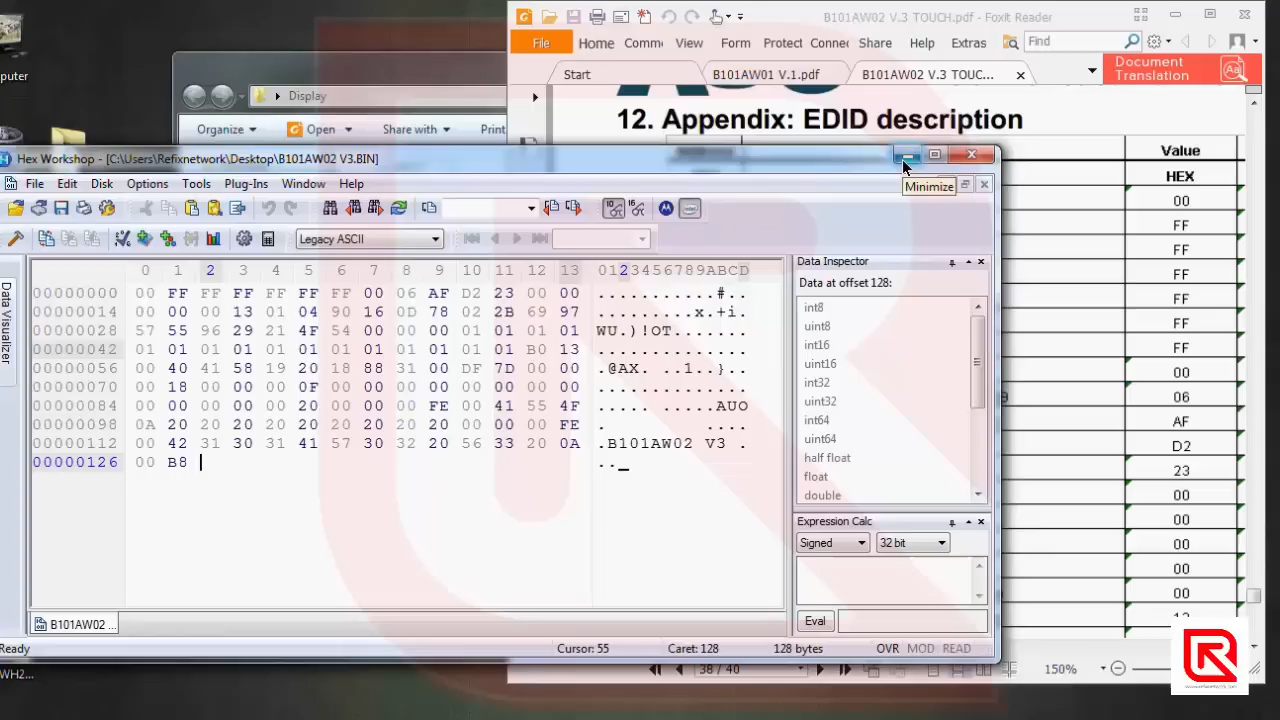 B101AW02 V.3 TOUCH.pdf - Foxit Reader
File Home Comme View Form Protect Connec Share Help Extras Find
Start B101AW01 V.1.pdf B101AW02 V.3 TOUC... Document Translation
12. Appendix: EDID description
Value
HEX
00
FF
FF
FF
FF
FF
FF
00
06
AF
D2
23
00
00
00
00
00
38 / 40 150%
mputer
Display
Organize Open Share with Print
Hex Workshop - [C:\Users\Refixnetwork\Desktop\B101AW02 V3.BIN]
Minimize
File Edit Disk Options Tools Plug-Ins Window Help
Legacy ASCII
Data Visualizer
0 1 2 3 4 5 6 7 8 9 10 11 12 13 0123456789ABCD
00000000 00 FF FF FF FF FF FF 00 06 AF D2 23 00 00 ...........#..
00000014 00 00 13 01 04 90 16 0D 78 02 2B 69 97 ..........x.+i.
00000028 57 55 96 29 21 4F 54 00 00 00 01 01 01 01 WU.)!OT.......
00000042 01 01 01 01 01 01 01 01 01 01 01 01 B0 13 ..............
00000056 00 40 41 58 19 20 18 88 31 00 DF 7D 00 00 .@AX. ..1..}..
00000070 00 18 00 00 00 0F 00 00 00 00 00 00 00 00 ..............
00000084 00 00 00 00 00 20 00 00 00 FE 00 41 55 4F ..... .....AUO
00000098 0A 20 20 20 20 20 20 20 20 20 00 00 00 FE . ....
00000112 00 42 31 30 31 41 57 30 32 20 56 33 20 0A .B101AW02 V3 .
00000126 00 B8 .._
Data Inspector
Data at offset 128:
int8
uint8
int16
uint16
int32
uint32
int64
uint64
half float
float
double
Expression Calc
Signed 32 bit
Eval
B101AW02 ...
Ready Cursor: 55 Caret: 128 128 bytes OVR MOD READ
WH2...